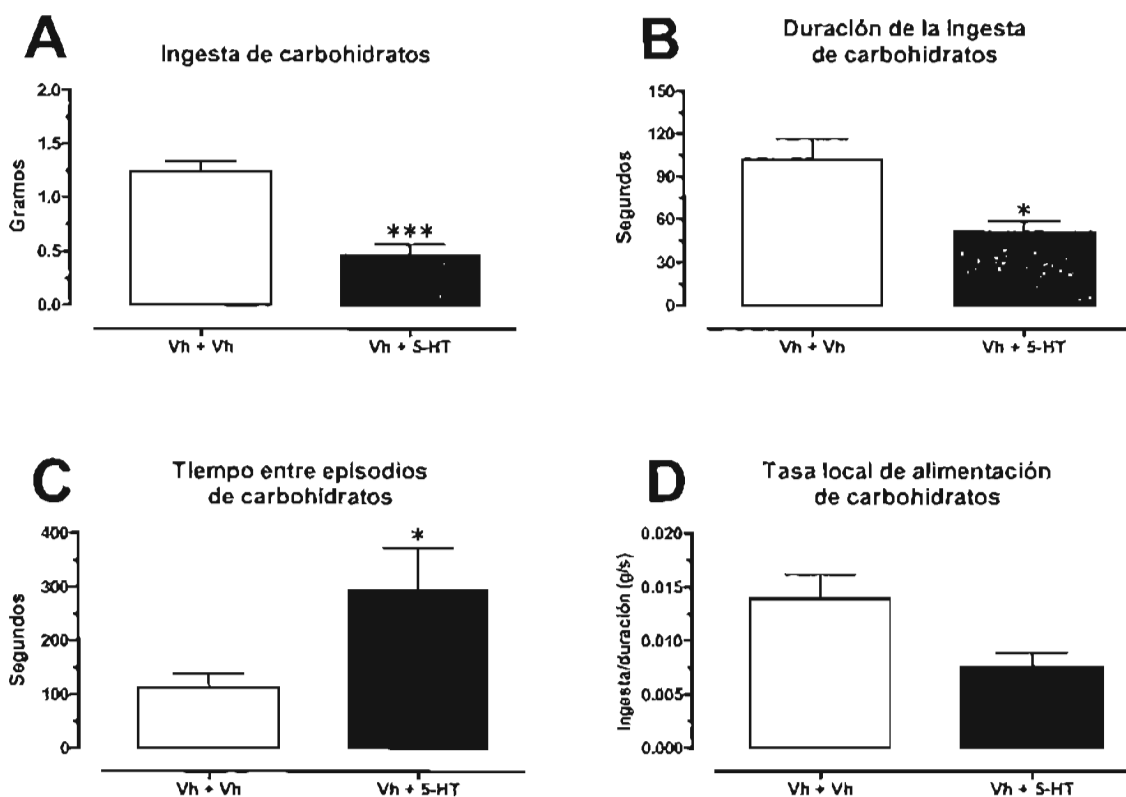 A
Ingesta de carbohidratos
Gramos
2.0
1.5
1.0
0.5
0.0
***
Vh + Vh
Vh + 5-HT
B
Duración de la ingesta
de carbohidratos
Segundos
150
120
90
60
30
0
*
Vh + Vh
Vh + 5-HT
C
Tiempo entre episodios
de carbohidratos
Segundos
400
300
200
100
0
*
Vh + Vh
Vh + 5-HT
D
Tasa local de alimentación
de carbohidratos
Ingesta/duración (g/s)
0.020
0.015
0.010
0.005
0.000
Vh + Vh
Vh + 5-HT